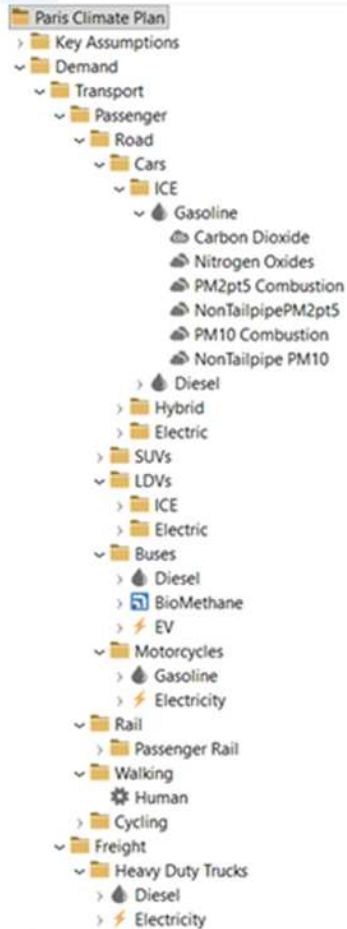 Paris Climate Plan
Key Assumptions
Demand
Transport
Passenger
Road
Cars
ICE
Gasoline
Carbon Dioxide
Nitrogen Oxides
PM2pt5 Combustion
NonTailpipePM2pt5
PM10 Combustion
NonTailpipe PM10
Diesel
Hybrid
Electric
SUVs
LDVs
ICE
Electric
Buses
Diesel
BioMethane
EV
Motorcycles
Gasoline
Electricity
Rail
Passenger Rail
Walking
Human
Cycling
Freight
Heavy Duty Trucks
Diesel
Electricity